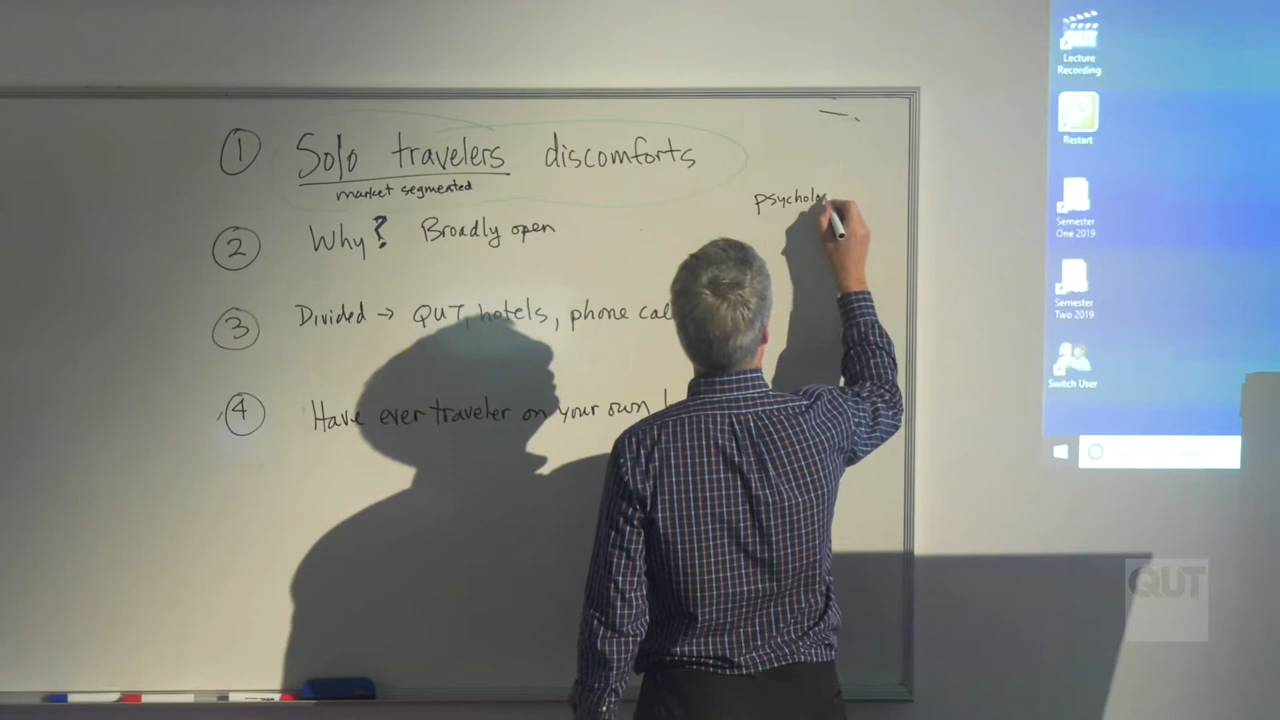 ① Solo travelers discomforts
market segmented
psycholo
② Why? Broadly open
③ Divided → QUT, hotels, phone cal
④ Have ever traveler on your own
QUT
Lecture
Recording
Restart
Semester
One 2019
Semester
Two 2019
Switch User
QUT